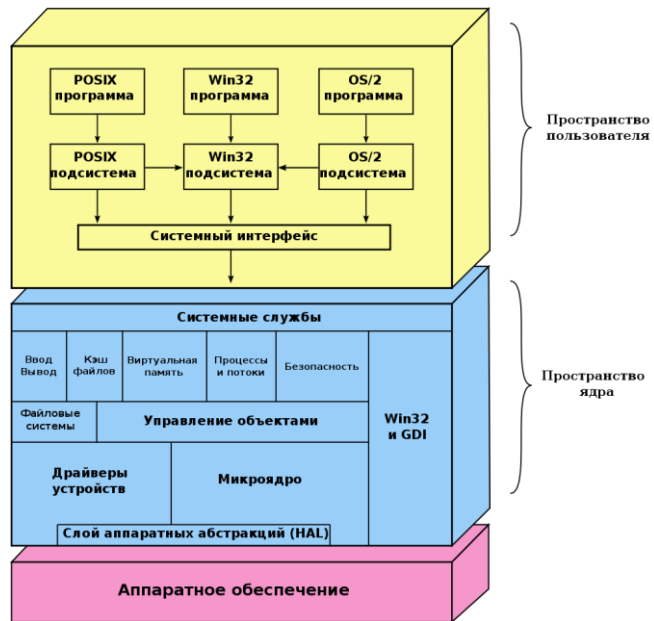 POSIX
программа
Win32
программа
OS/2
программа
POSIX
подсистема
Win32
подсистема
OS/2
подсистема
Системный интерфейс
Пространство
пользователя
Системные службы
Ввод
Вывод
Кэш
файлов
Виртуальная
память
Процессы
и потоки
Безопасность
Файловые
системы
Управление объектами
Win32
и GDI
Драйверы
устройств
Микроядро
Слой аппаратных абстракций (HAL)
Пространство
ядра
Аппаратное обеспечение